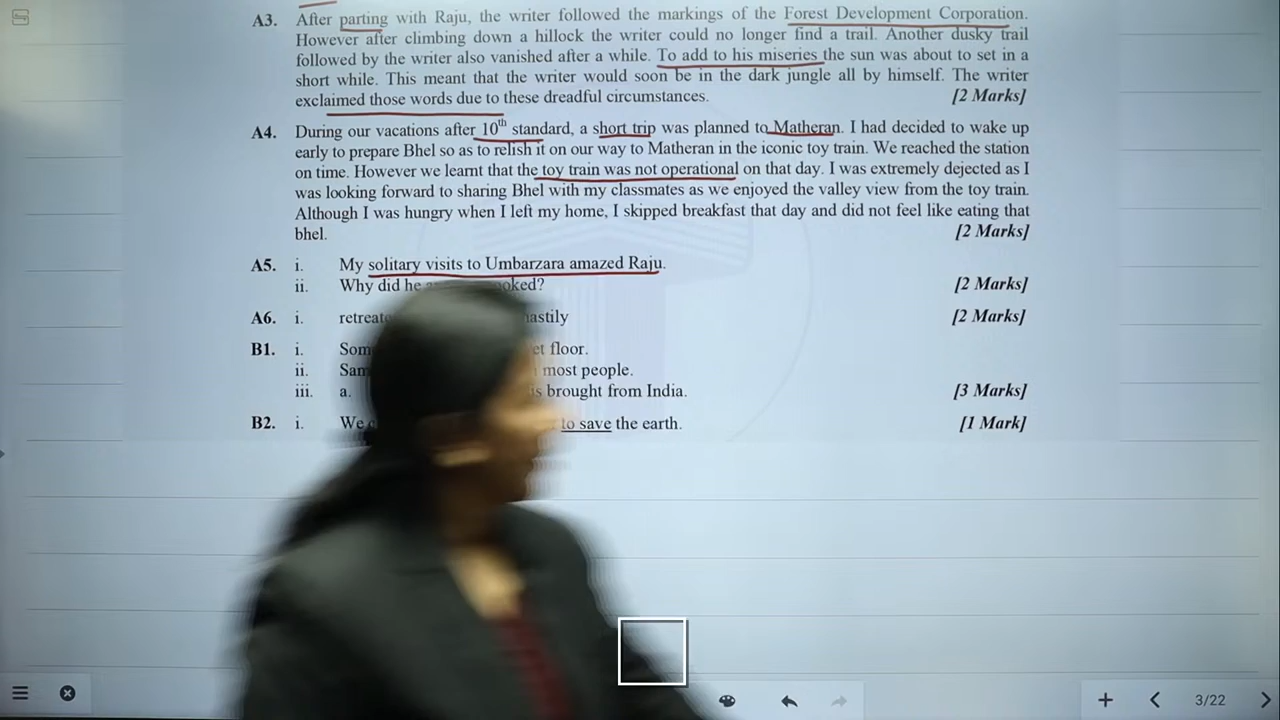 A3. After parting with Raju, the writer followed the markings of the Forest Development Corporation.
However after climbing down a hillock the writer could no longer find a trail. Another dusky trail
followed by the writer also vanished after a while. To add to his miseries the sun was about to set in a
short while. This meant that the writer would soon be in the dark jungle all by himself. The writer
exclaimed those words due to these dreadful circumstances. [2 Marks]
A4. During our vacations after 10th standard, a short trip was planned to Matheran. I had decided to wake up
early to prepare Bhel so as to relish it on our way to Matheran in the iconic toy train. We reached the station
on time. However we learnt that the toy train was not operational on that day. I was extremely dejected as I
was looking forward to sharing Bhel with my classmates as we enjoyed the valley view from the toy train.
Although I was hungry when I left my home, I skipped breakfast that day and did not feel like eating that
bhel. [2 Marks]
A5. i. My solitary visits to Umbarzara amazed Raju.
ii. Why did he [2 Marks]
A6. i. hastily [2 Marks]
B1. i. floor.
ii. most people.
iii. a. is brought from India. [3 Marks]
B2. i. We to save the earth. [1 Mark]
3/22